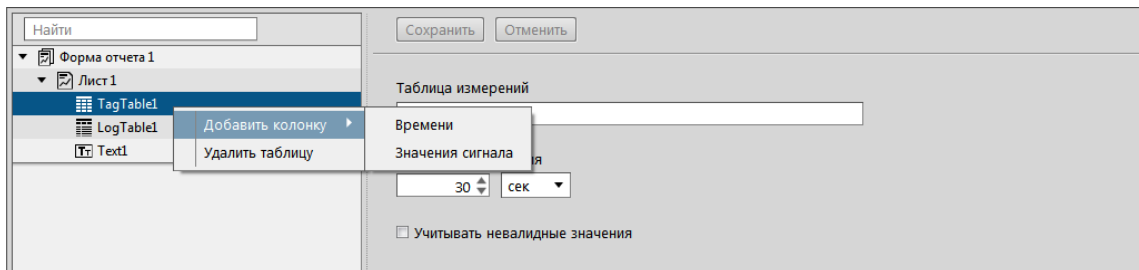 Найти
Сохранить Отменить
Форма отчета 1
Лист 1
TagTable1
LogTable1
Text1
Добавить колонку
Удалить таблицу
Времени
Значения сигнала
Таблица измерений
30 сек
Учитывать невалидные значения